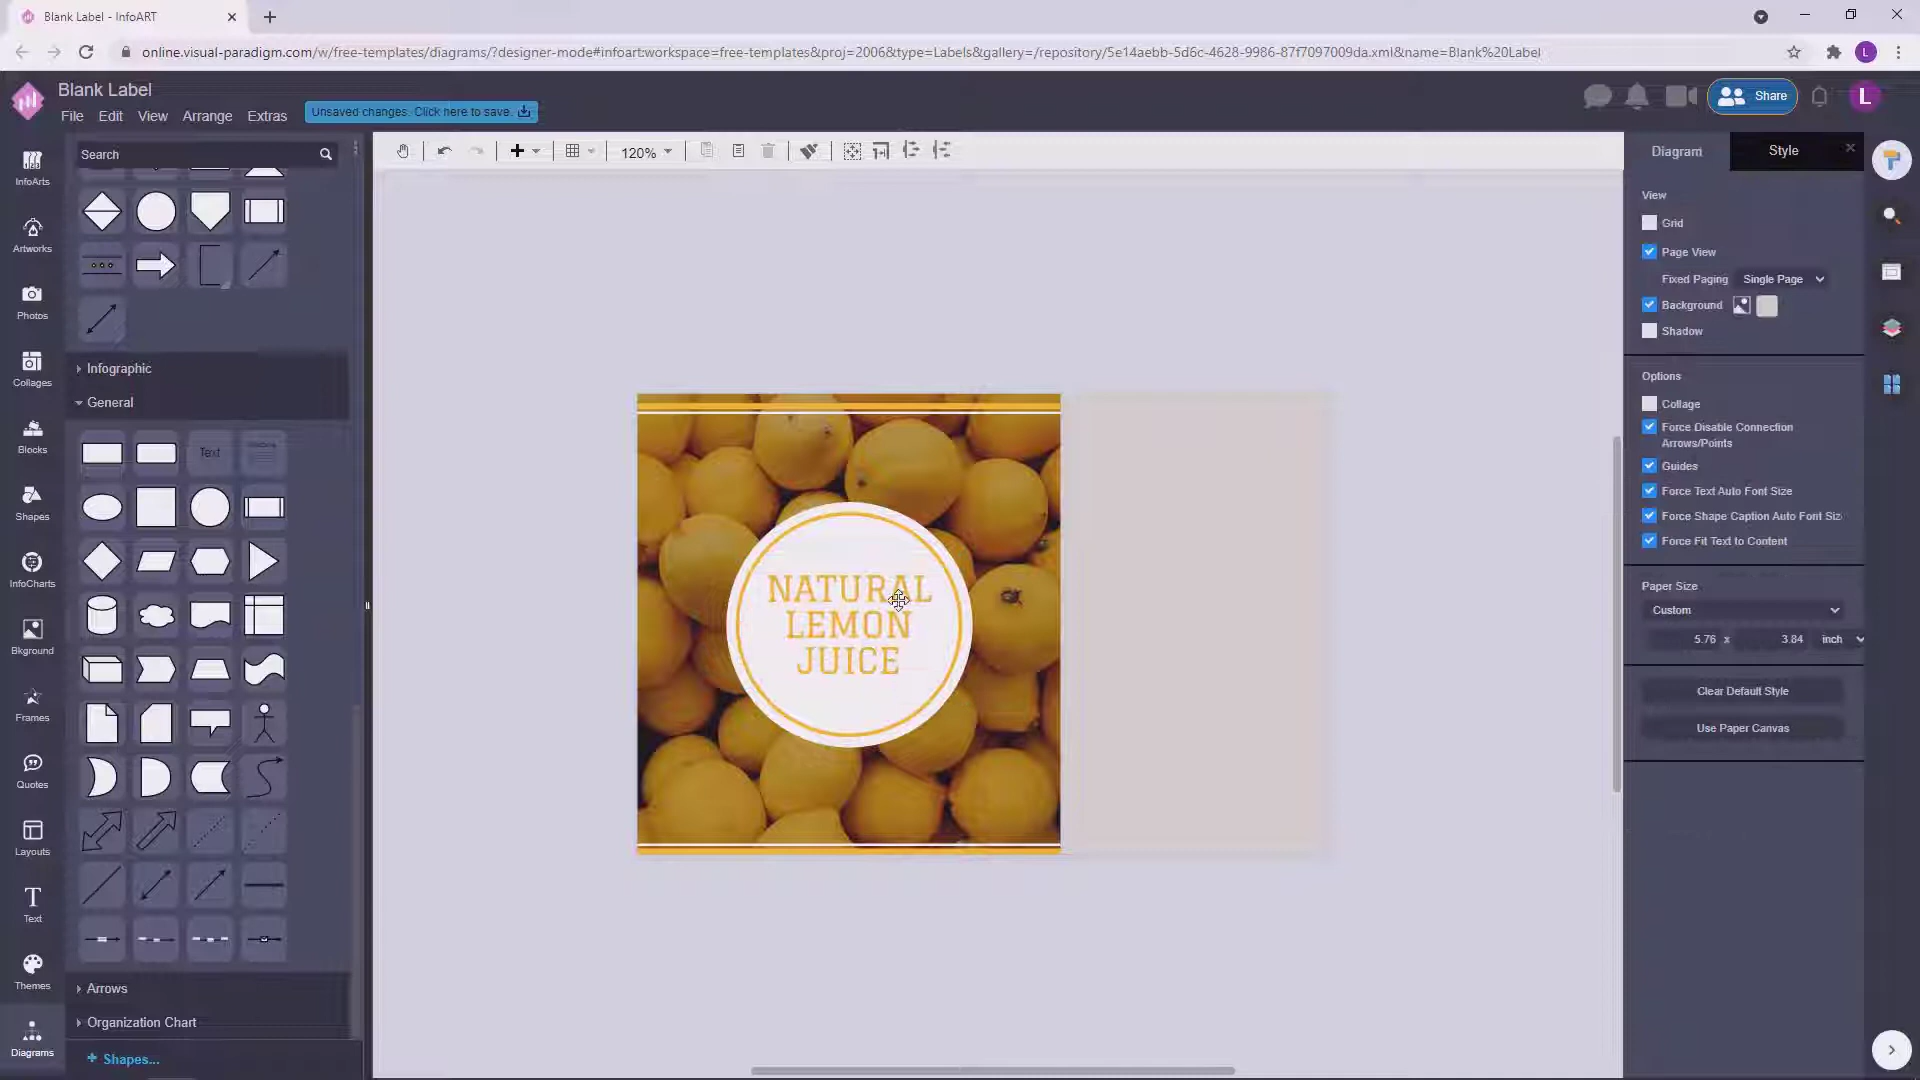 Blank Label - InfoART
online.visual-paradigm.com/w/free-templates/diagrams/?designer-mode#infoart:workspace=free-templates&proj=2006&type=Labels&gallery=/repository/5e14aebb-5d6c-4628-9986-87f7097009da.xml&name=Blank%20Label
L
Blank Label
File Edit View Arrange Extras
Unsaved changes. Click here to save.
Share
L
InfoArts
Artworks
Photos
Collages
Blocks
Shapes
InfoCharts
Bkground
Frames
Quotes
Layouts
Text
Themes
Diagrams
Search
Infographic
General
Text
Arrows
Organization Chart
+ Shapes...
120%
NATURAL
LEMON
JUICE
Diagram Style
View
Grid
Page View
Fixed Paging Single Page
Background
Shadow
Options
Collage
Force Disable Connection
Arrows/Points
Guides
Force Text Auto Font Size
Force Shape Caption Auto Font Siz
Force Fit Text to Content
Paper Size
Custom
5.76 x 3.84 inch
Clear Default Style
Use Paper Canvas